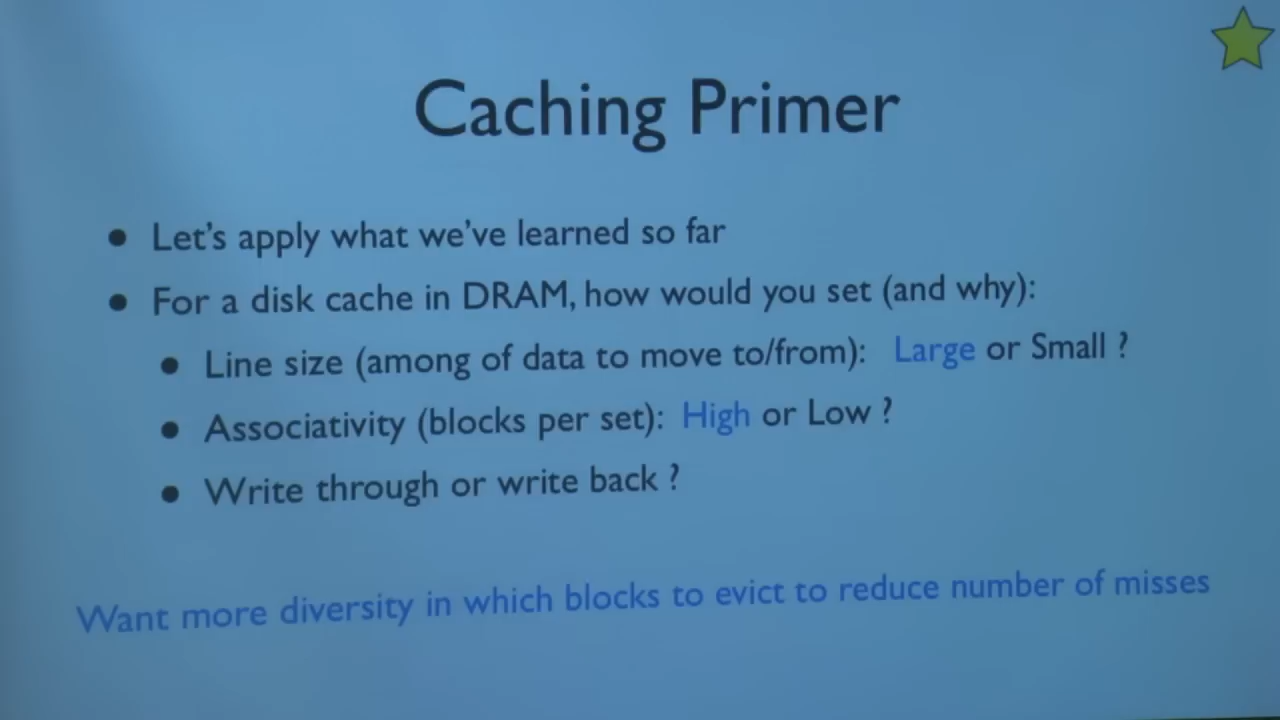 Caching Primer
• Let's apply what we've learned so far
• For a disk cache in DRAM, how would you set (and why):
• Line size (among of data to move to/from): Large or Small ?
• Associativity (blocks per set): High or Low ?
• Write through or write back ?
Want more diversity in which blocks to evict to reduce number of misses